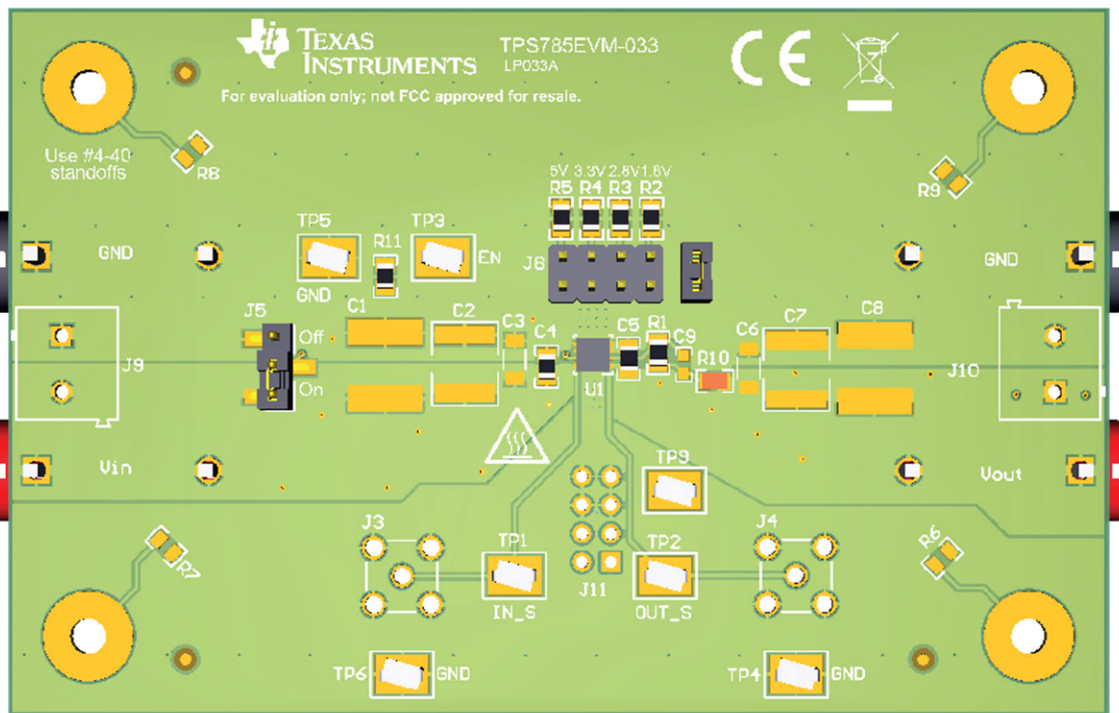 TEXAS INSTRUMENTS
TPS785EVM-033
LP033A
For evaluation only; not FCC approved for resale.
CE
Use #4-40
standoffs
R8
R9
5V 3.3V 2.8V 1.8V
R5 R4 R3 R2
TP5
TP3
R11
GND
EN
J6
GND
GND
J5
Off
On
C1
C2
C3
C4
C5
R1
C9
R10
C6
C7
C8
U1
J9
J10
Vin
Vout
TP9
J3
J4
TP1
TP2
J11
IN_S
OUT_S
R7
R6
TP6
GND
TP4
GND